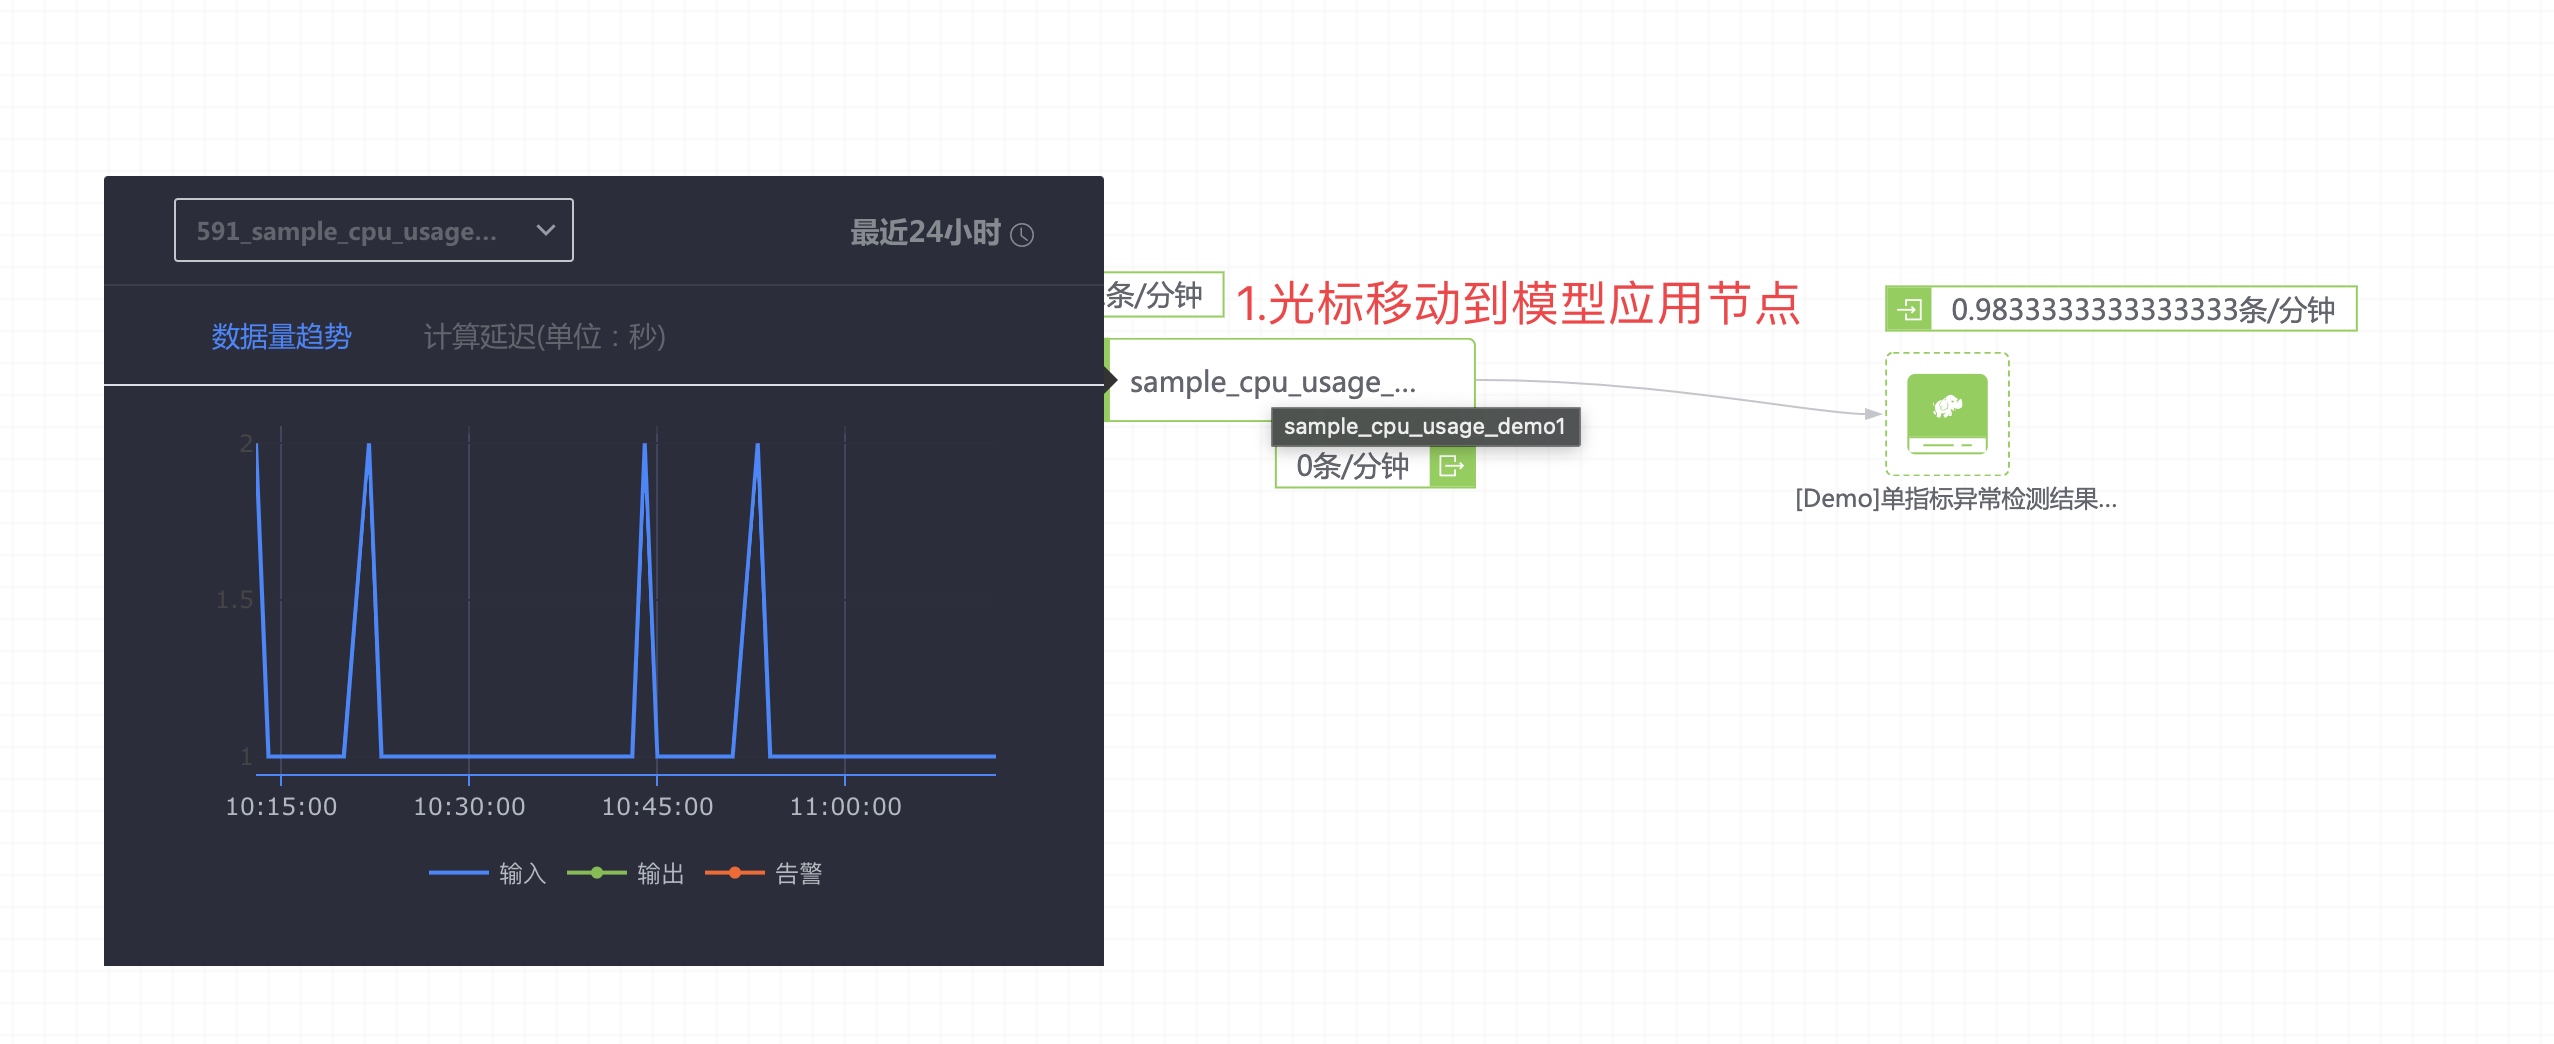 591_sample_cpu_usage...
最近24小时
数据量趋势
计算延迟(单位：秒)
2
1.5
1
10:15:00
10:30:00
10:45:00
11:00:00
输入
输出
告警
条/分钟
1.光标移动到模型应用节点
sample_cpu_usage_...
sample_cpu_usage_demo1
0条/分钟
0.9833333333333333条/分钟
[Demo]单指标异常检测结果...